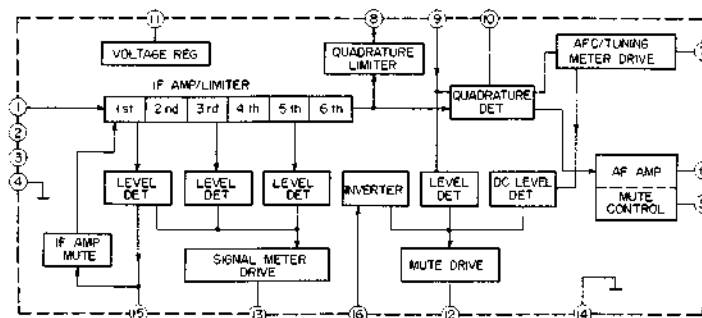 11
8
9
10
VOLTAGE REG
QUADRATURE
LIMITER
AFC/TUNING
METER DRIVE
IF AMP/LIMITER
1
1st 2nd 3rd 4th 5th 6th
QUADRATURE
DET
2
3
4
LEVEL
DET
LEVEL
DET
LEVEL
DET
INVERTER
LEVEL
DET
DC LEVEL
DET
AF AMP
MUTE
CONTROL
IF AMP
MUTE
SIGNAL METER
DRIVE
MUTE DRIVE
15
13
16
12
14